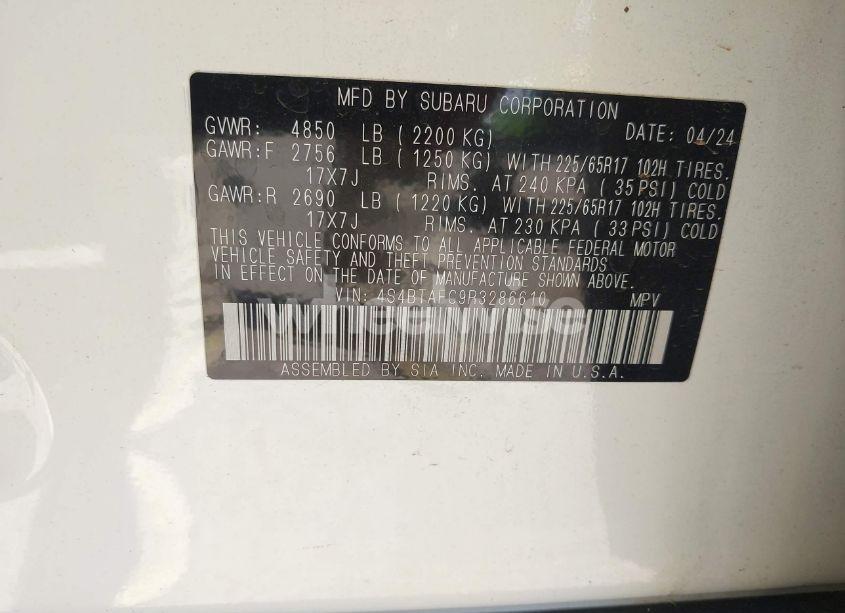 MFD BY SUBARU CORPORATION
GVWR: 4850 LB ( 2200 KG) DATE: 04/24
GAWR:F 2756 LB ( 1250 KG) WITH 225/65R17 102H TIRES.
17X7J RIMS. AT 240 KPA ( 35 PSI) COLD
GAWR:R 2690 LB ( 1220 KG) WITH 225/65R17 102H TIRES.
17X7J RIMS. AT 230 KPA ( 33 PSI) COLD
THIS VEHICLE CONFORMS TO ALL APPLICABLE FEDERAL MOTOR
VEHICLE SAFETY AND THEFT PREVENTION STANDARDS
IN EFFECT ON THE DATE OF MANUFACTURE SHOWN ABOVE.
VIN: 4S4BTAFC9R3286610 MPV
wheelwise
ASSEMBLED BY SIA INC. MADE IN U.S.A.